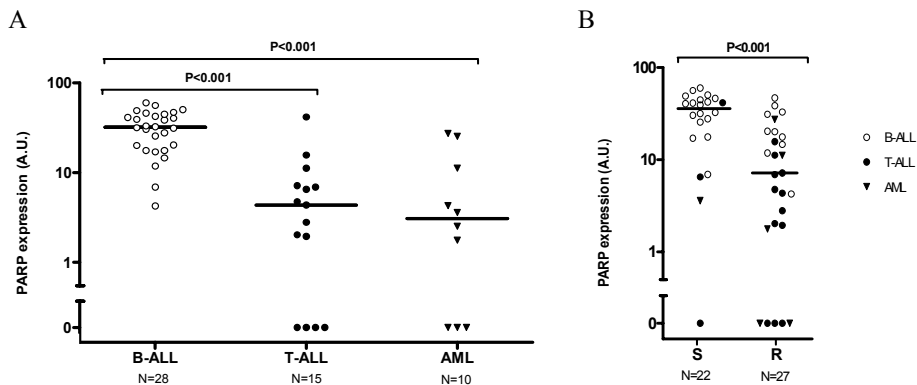 A
P<0.001
P<0.001
PARP expression (A.U.)
100
10
1
0
B-ALL
T-ALL
AML
N=28
N=15
N=10
B
P<0.001
PARP expression (A.U.)
100
10
1
0
S
R
N=22
N=27
B-ALL
T-ALL
AML